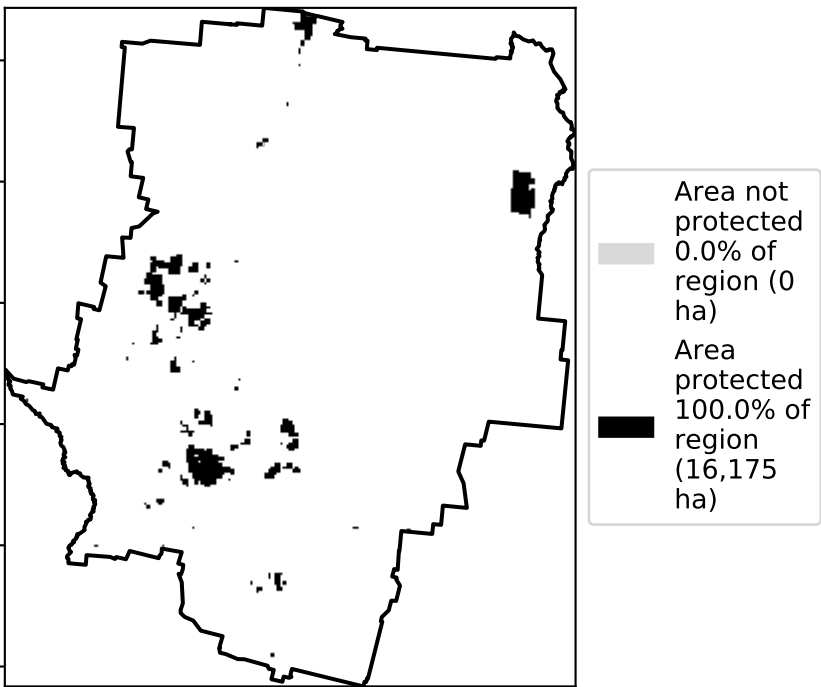 Area not
protected
0.0% of
region (0
ha)
Area
protected
100.0% of
region
(16,175
ha)